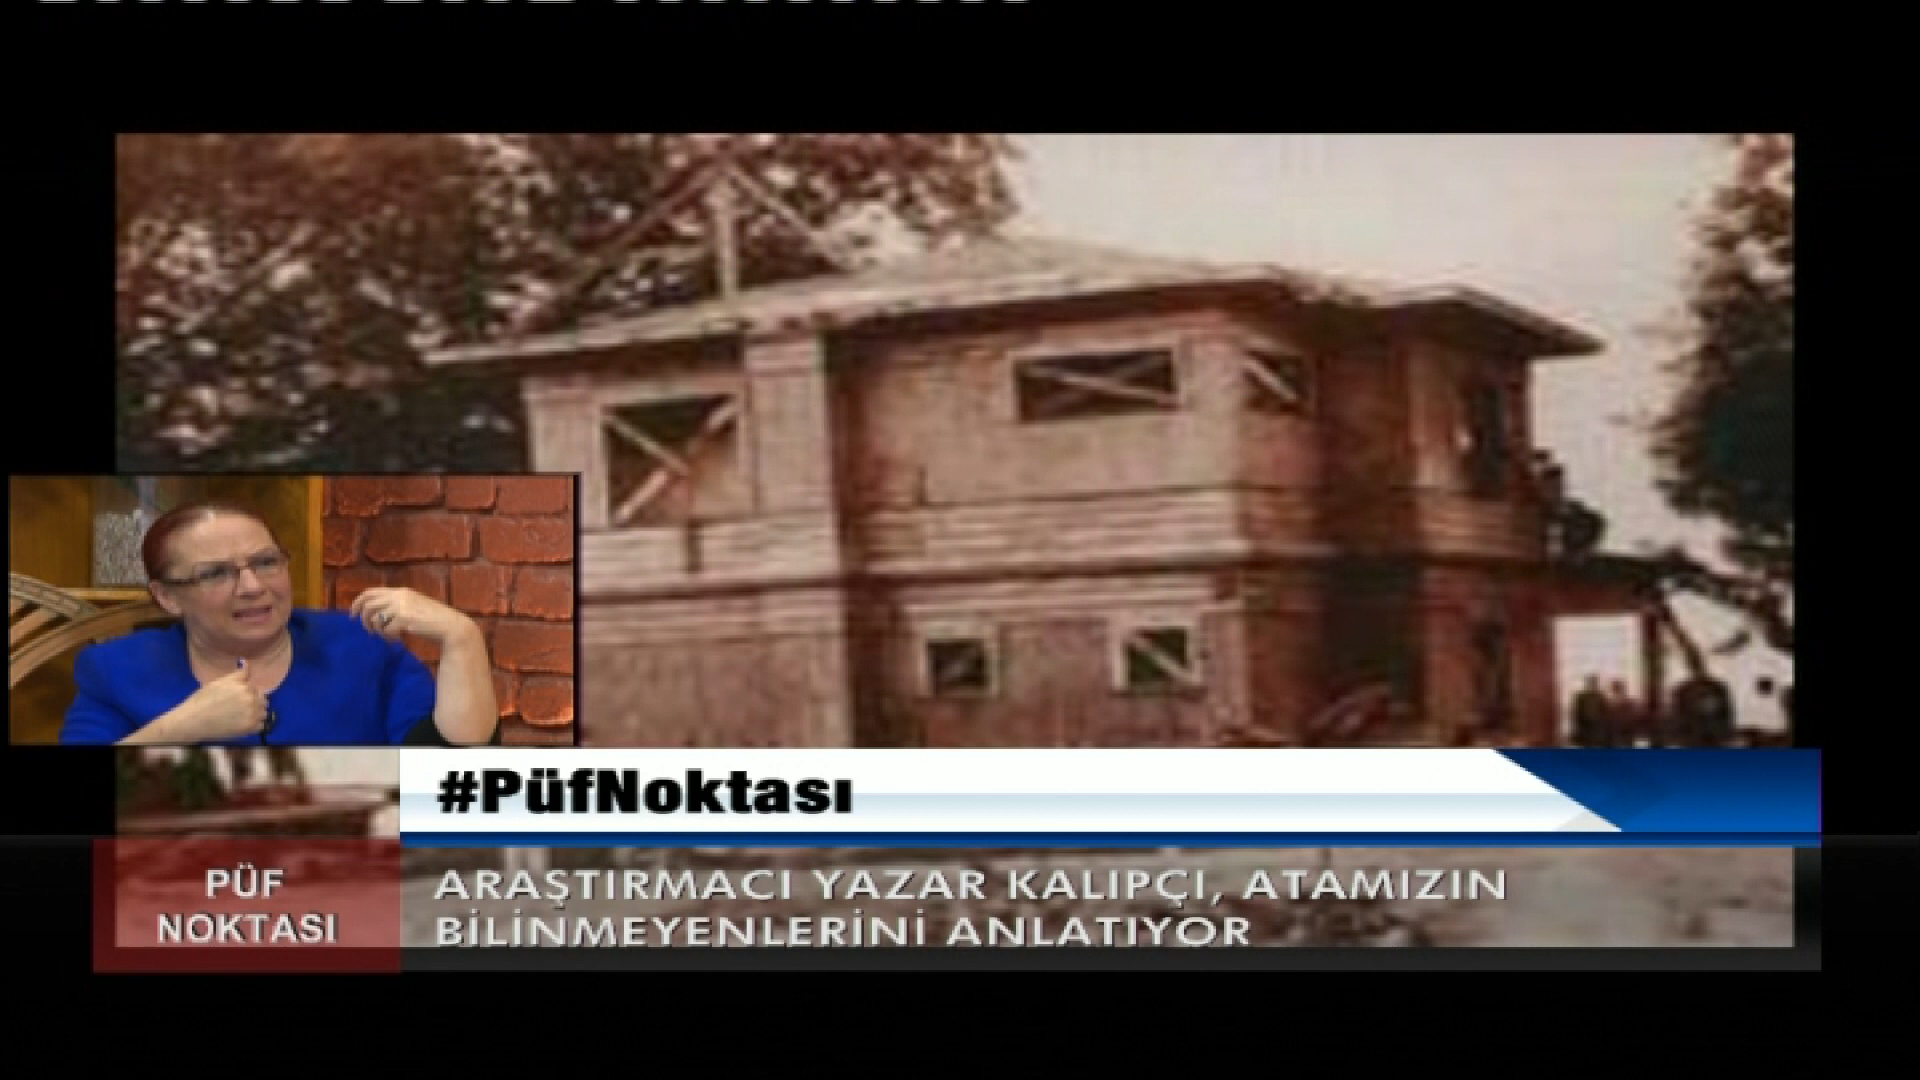 #PüfNoktası
PÜF
NOKTASI
ARAŞTIRMACI YAZAR KALIPÇI, ATAMIZIN
BİLİNMEYENLERİNİ ANLATIYOR